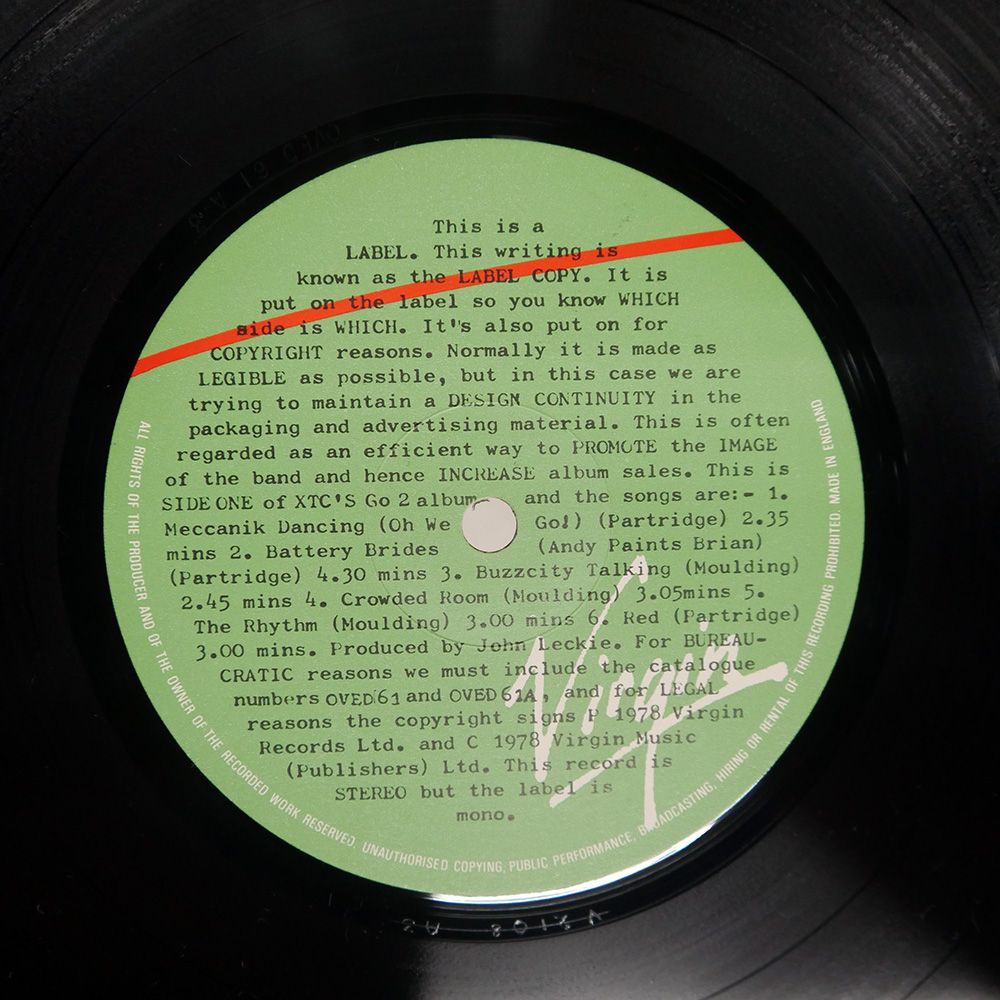 This is a
LABEL. This writing is
known as the LABEL COPY. It is
put on the label so you know WHICH
side is WHICH. It's also put on for
COPYRIGHT reasons. Normally it is made as
LEGIBLE as possible, but in this case we are
trying to maintain a DESIGN CONTINUITY in the
packaging and advertising material. This is often
regarded as an efficient way to PROMOTE the IMAGE
of the band and hence INCREASE album sales. This is
SIDE ONE of XTC'S Go 2 album and the songs are:- 1.
Meccanik Dancing (Oh We Go!) (Partridge) 2.35
mins 2. Battery Brides (Andy Paints Brian)
(Partridge) 4.30 mins 3. Buzzcity Talking (Moulding)
2.45 mins 4. Crowded Room (Moulding) 3.05mins 5.
The Rhythm (Moulding) 3.00 mins 6. Red (Partridge)
3.00 mins. Produced by John Leckie. For BUREAU-
CRATIC reasons we must include the catalogue
numbers OVED61 and OVED61A, and for LEGAL
reasons the copyright signs P 1978 Virgin
Records Ltd. and C 1978 Virgin Music
(Publishers) Ltd. This record is
STEREO but the label is
mono.
Virgin
ALL RIGHTS OF THE PRODUCER AND OF THE OWNER OF THE RECORDED WORK RESERVED. UNAUTHORISED COPYING, PUBLIC PERFORMANCE, BROADCASTING, HIRING OR RENTAL OF THIS RECORDING PROHIBITED. MADE IN ENGLAND